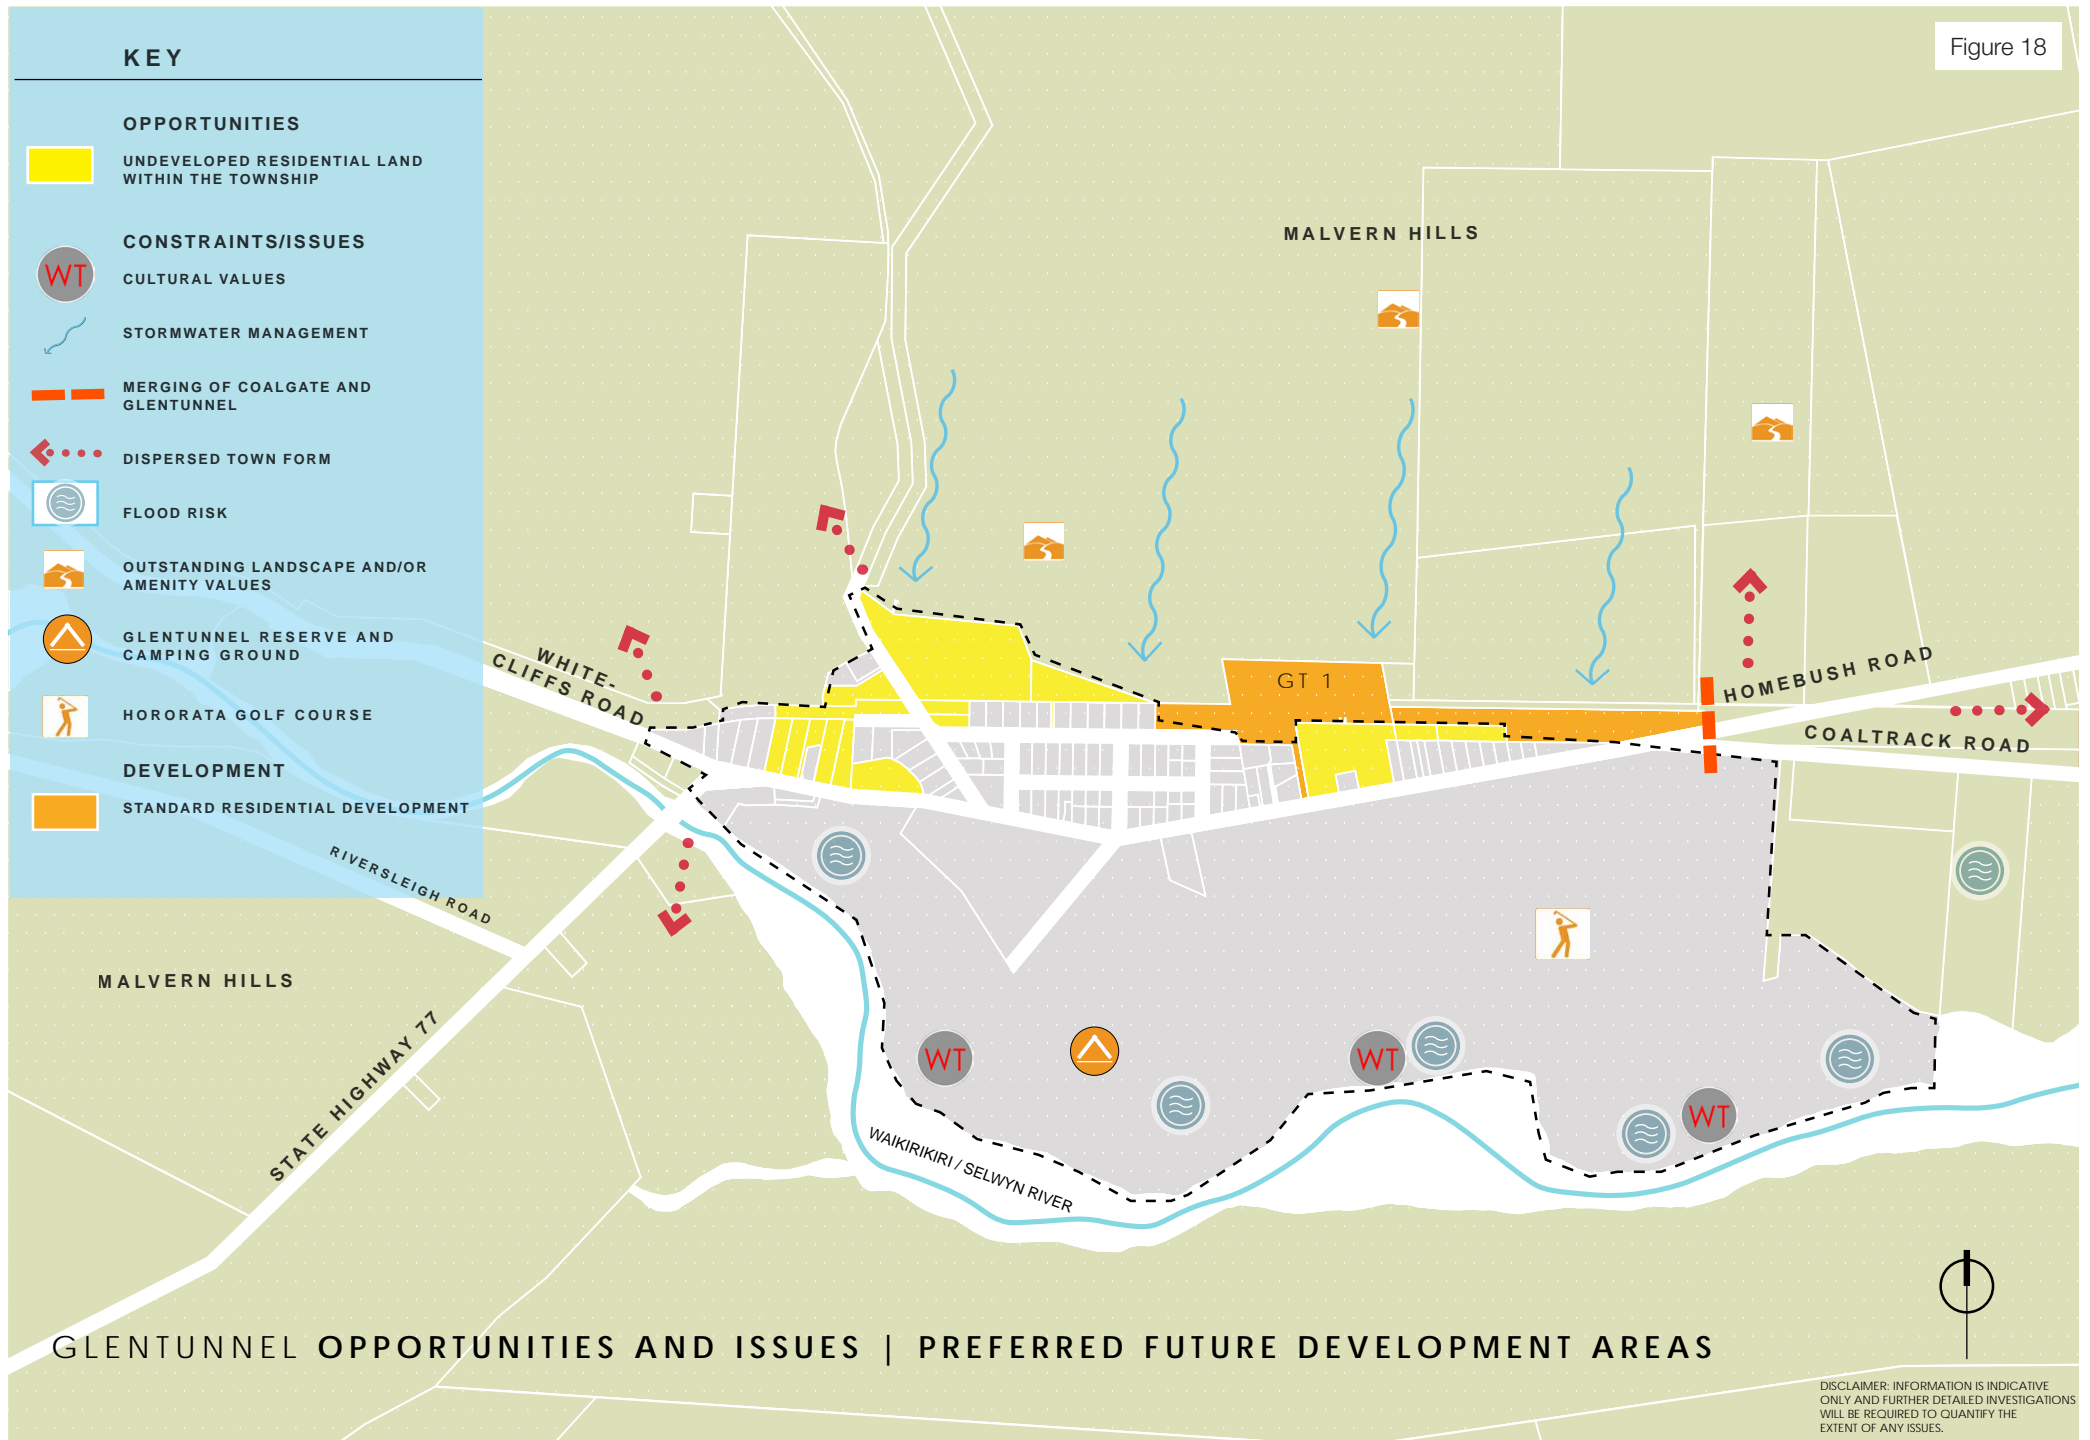 Figure 18
KEY
OPPORTUNITIES
UNDEVELOPED RESIDENTIAL LAND
WITHIN THE TOWNSHIP
CONSTRAINTS/ISSUES
WT
CULTURAL VALUES
STORMWATER MANAGEMENT
MERGING OF COALGATE AND
GLENTUNNEL
DISPERSED TOWN FORM
FLOOD RISK
OUTSTANDING LANDSCAPE AND/OR
AMENITY VALUES
GLENTUNNEL RESERVE AND
CAMPING GROUND
HORORATA GOLF COURSE
DEVELOPMENT
STANDARD RESIDENTIAL DEVELOPMENT
MALVERN HILLS
WHITE-
CLIFFS ROAD
GT 1
HOMEBUSH ROAD
COALTRACK ROAD
RIVERSLEIGH ROAD
MALVERN HILLS
STATE HIGHWAY 77
WT
WT
WT
WAIKIRIKIRI / SELWYN RIVER
GLENTUNNEL OPPORTUNITIES AND ISSUES | PREFERRED FUTURE DEVELOPMENT AREAS
DISCLAIMER: INFORMATION IS INDICATIVE
ONLY AND FURTHER DETAILED INVESTIGATIONS
WILL BE REQUIRED TO QUANTIFY THE
EXTENT OF ANY ISSUES.